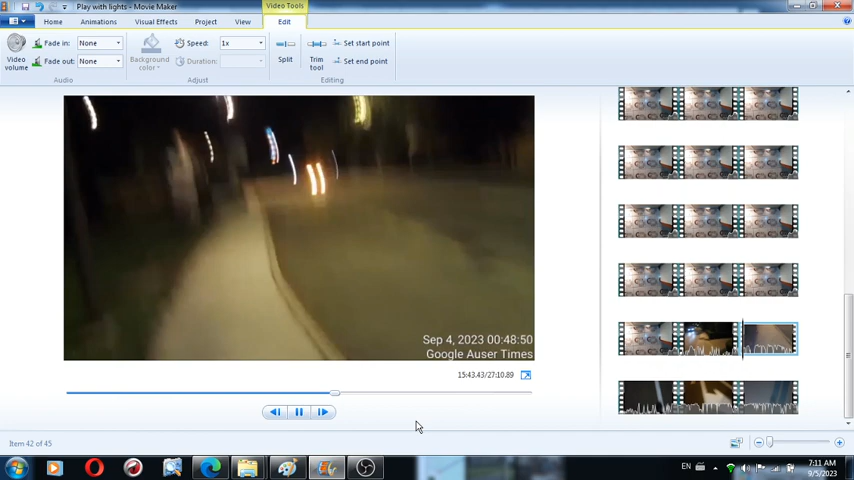 Play with lights - Movie Maker
Video Tools
Home
Animations
Visual Effects
Project
View
Edit
Video volume
Fade in: None
Fade out: None
Audio
Background color
Speed: 1x
Duration:
Adjust
Split
Trim tool
Set start point
Set end point
Editing
Sep 4, 2023 00:48:50
Google Auser Times
15:43.43/27:10.89
Item 42 of 45
EN
7:11 AM
9/5/2023